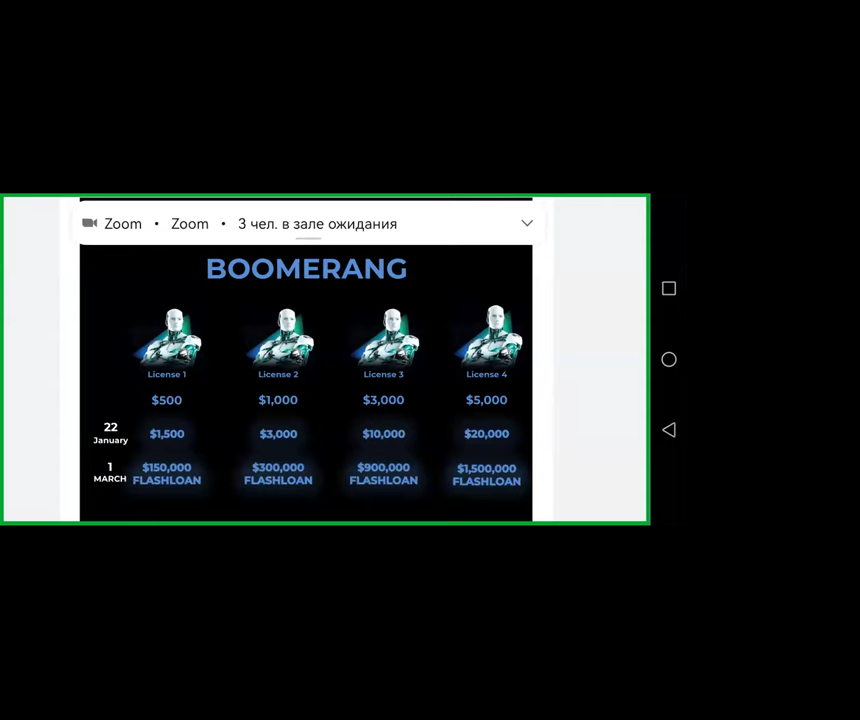 Zoom • Zoom • 3 чел. в зале ожидания
BOOMERANG
License 1 License 2 License 3 License 4
$500 $1,000 $3,000 $5,000
22 January $1,500 $3,000 $10,000 $20,000
1 MARCH $150,000 FLASHLOAN $300,000 FLASHLOAN $900,000 FLASHLOAN $1,500,000 FLASHLOAN